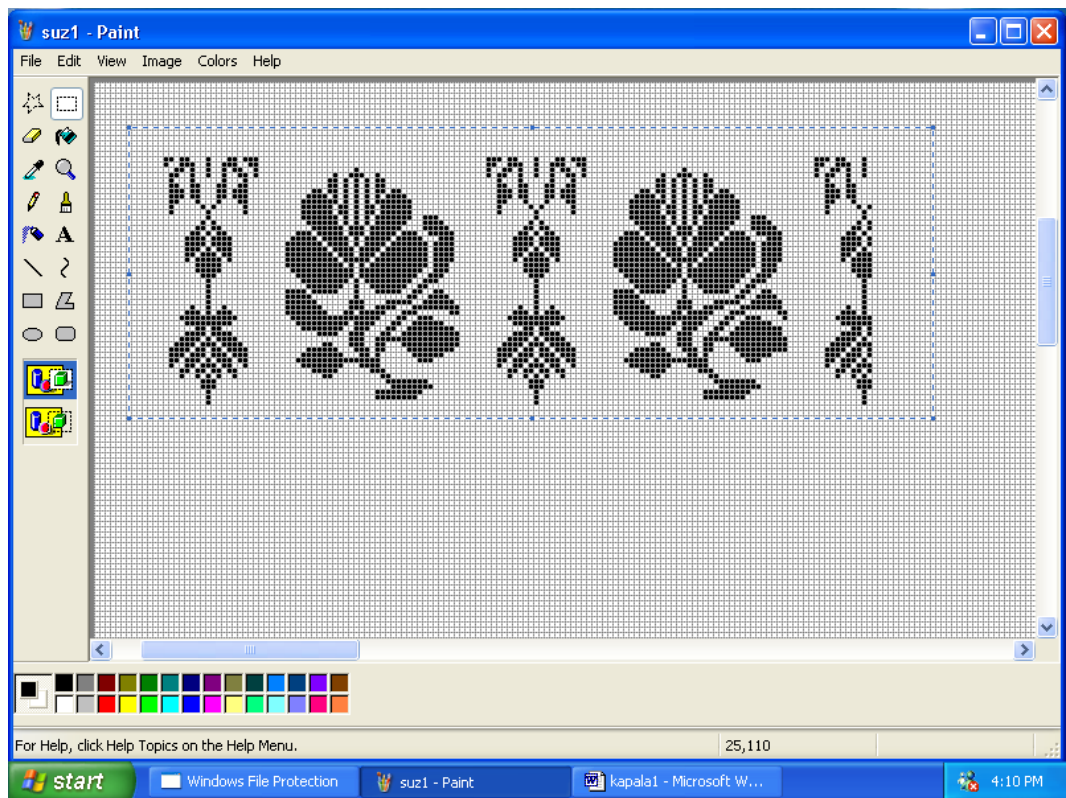 suz1 - Paint
File Edit View Image Colors Help
A
For Help, click Help Topics on the Help Menu.
25,110
start
Windows File Protection
suz1 - Paint
kapala1 - Microsoft W...
4:10 PM